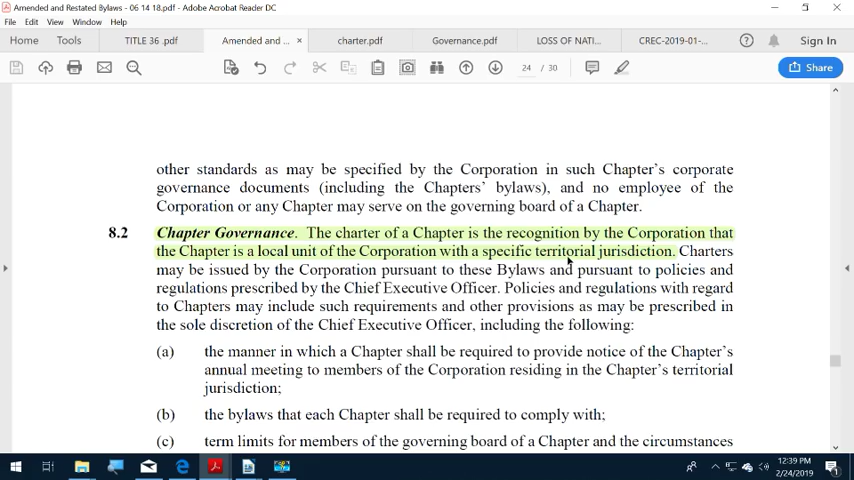 Amended and Restated Bylaws - 06 14 18.pdf - Adobe Acrobat Reader DC
File Edit View Window Help
Home Tools TITLE 36 .pdf Amended and ... × charter.pdf Governance.pdf LOSS OF NATI... CREC-2019-01-... Sign In
24 / 30 Share
other standards as may be specified by the Corporation in such Chapter's corporate
governance documents (including the Chapters' bylaws), and no employee of the
Corporation or any Chapter may serve on the governing board of a Chapter.
8.2 Chapter Governance. The charter of a Chapter is the recognition by the Corporation that
the Chapter is a local unit of the Corporation with a specific territorial jurisdiction. Charters
may be issued by the Corporation pursuant to these Bylaws and pursuant to policies and
regulations prescribed by the Chief Executive Officer. Policies and regulations with regard
to Chapters may include such requirements and other provisions as may be prescribed in
the sole discretion of the Chief Executive Officer, including the following:
(a) the manner in which a Chapter shall be required to provide notice of the Chapter's
annual meeting to members of the Corporation residing in the Chapter's territorial
jurisdiction;
(b) the bylaws that each Chapter shall be required to comply with;
(c) term limits for members of the governing board of a Chapter and the circumstances
12:39 PM
2/24/2019